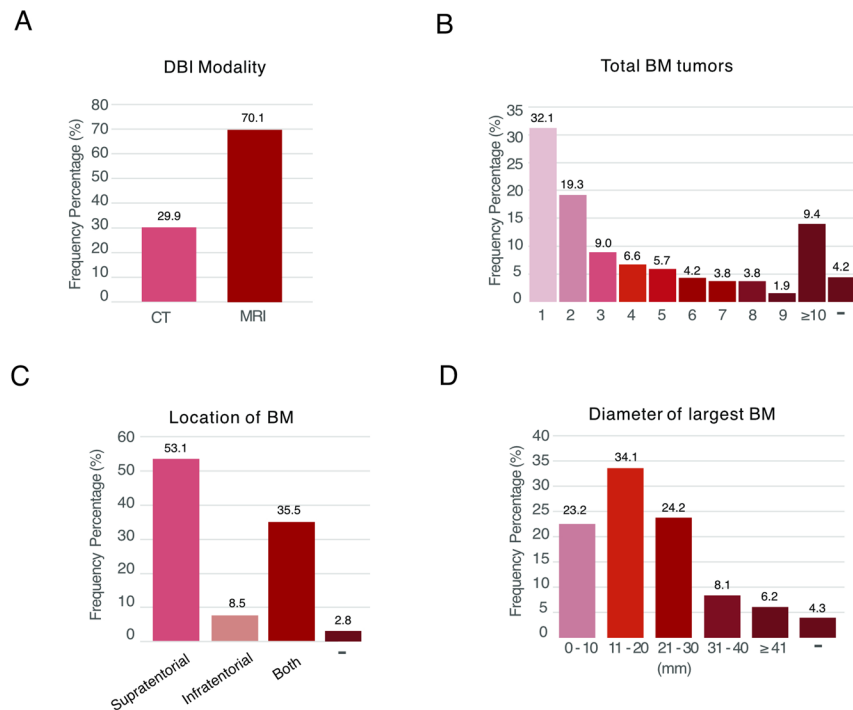 A
DBI Modality
Frequency Percentage (%)
80
70
60
50
40
30
20
10
0
29.9
70.1
CT
MRI
B
Total BM tumors
Frequency Percentage (%)
35
30
20
15
10
5
0
32.1
19.3
9.0
6.6
5.7
4.2
3.8
3.8
1.9
9.4
4.2
1 2 3 4 5 6 7 8 9 ≥10 -
C
Location of BM
Frequency Percentage (%)
60
50
40
30
20
10
0
53.1
8.5
35.5
2.8
Supratentorial
Infratentorial
Both
-
D
Diameter of largest BM
Frequency Percentage (%)
40
35
30
25
20
15
10
5
0
23.2
34.1
24.2
8.1
6.2
4.3
0 - 10 11 - 20 21 - 30 31 - 40 ≥ 41 -
(mm)